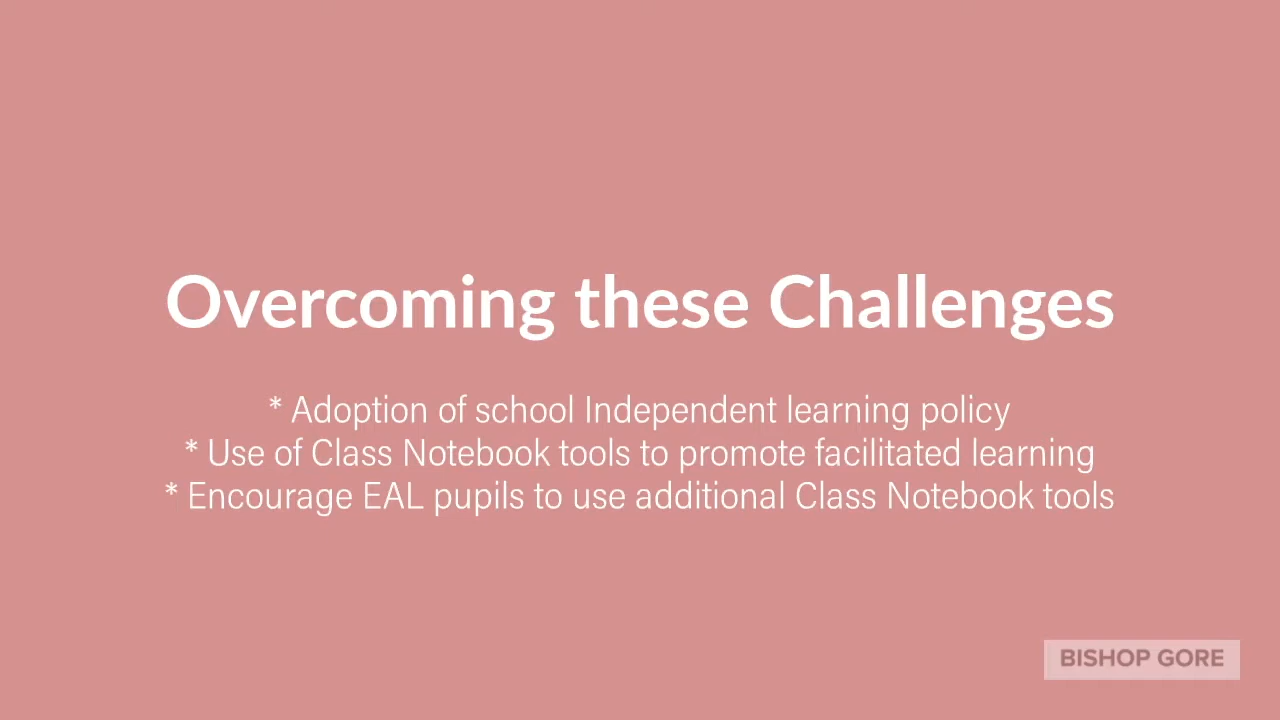 Overcoming these Challenges
* Adoption of school Independent learning policy
* Use of Class Notebook tools to promote facilitated learning
* Encourage EAL pupils to use additional Class Notebook tools
BISHOP GORE